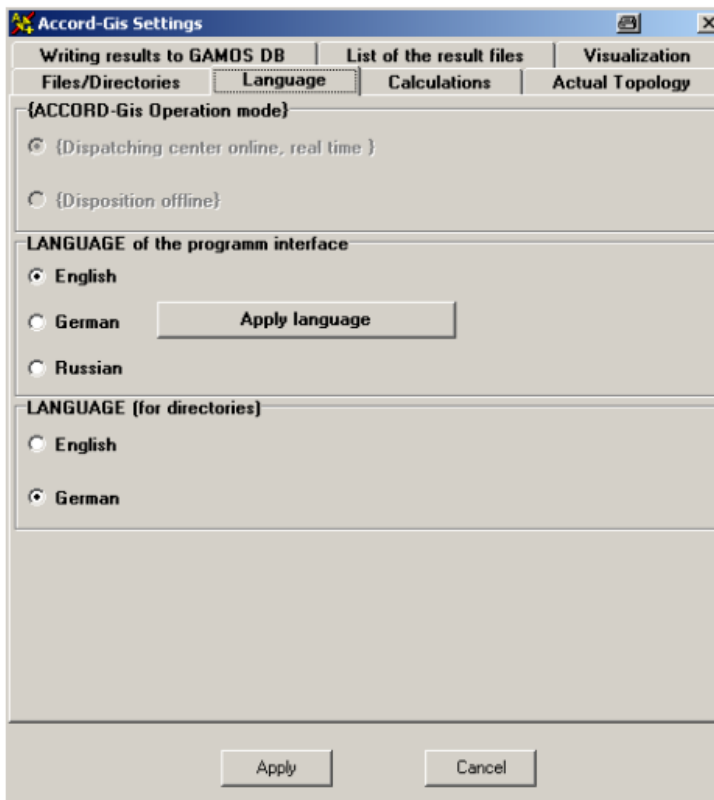 Accord-Gis Settings
Writing results to GAMOS DB List of the result files Visualization
Files/Directories Language Calculations Actual Topology
{ACCORD-Gis Operation mode}
{Dispatching center online, real time }
{Disposition offline}
LANGUAGE of the programm interface
English
German Apply language
Russian
LANGUAGE (for directories)
English
German
Apply Cancel